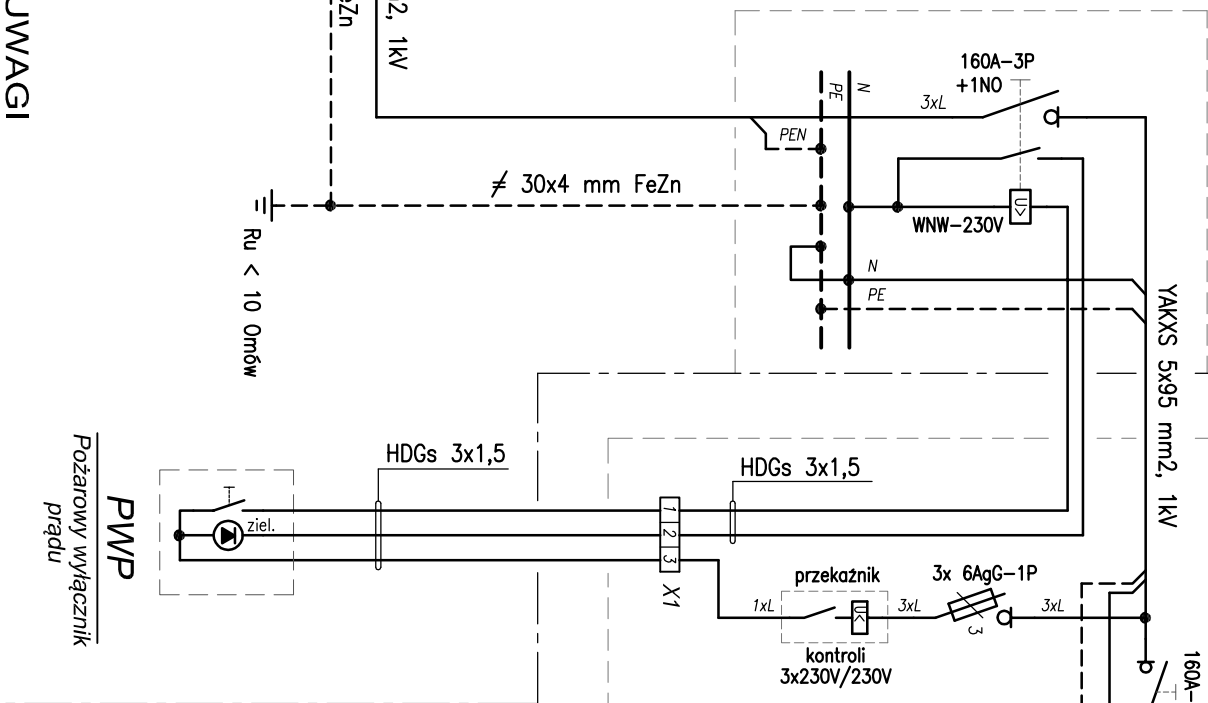 UWAGI
eZn
2, 1kV
160A-3P
+1NO
3xL
PE
N
PEN
≠ 30x4 mm FeZn
U>
WNW-230V
Ru < 10 Omów
N
PE
YAKXS 5x95 mm2, 1kV
HDGs 3x1,5
HDGs 3x1,5
PWP
Pożarowy wyłącznik
prądu
ziel.
1
2
3
X1
przekaźnik
1xL
U<
3xL
3x 6AgG-1P
3
3xL
kontroli
3x230V/230V
160A-